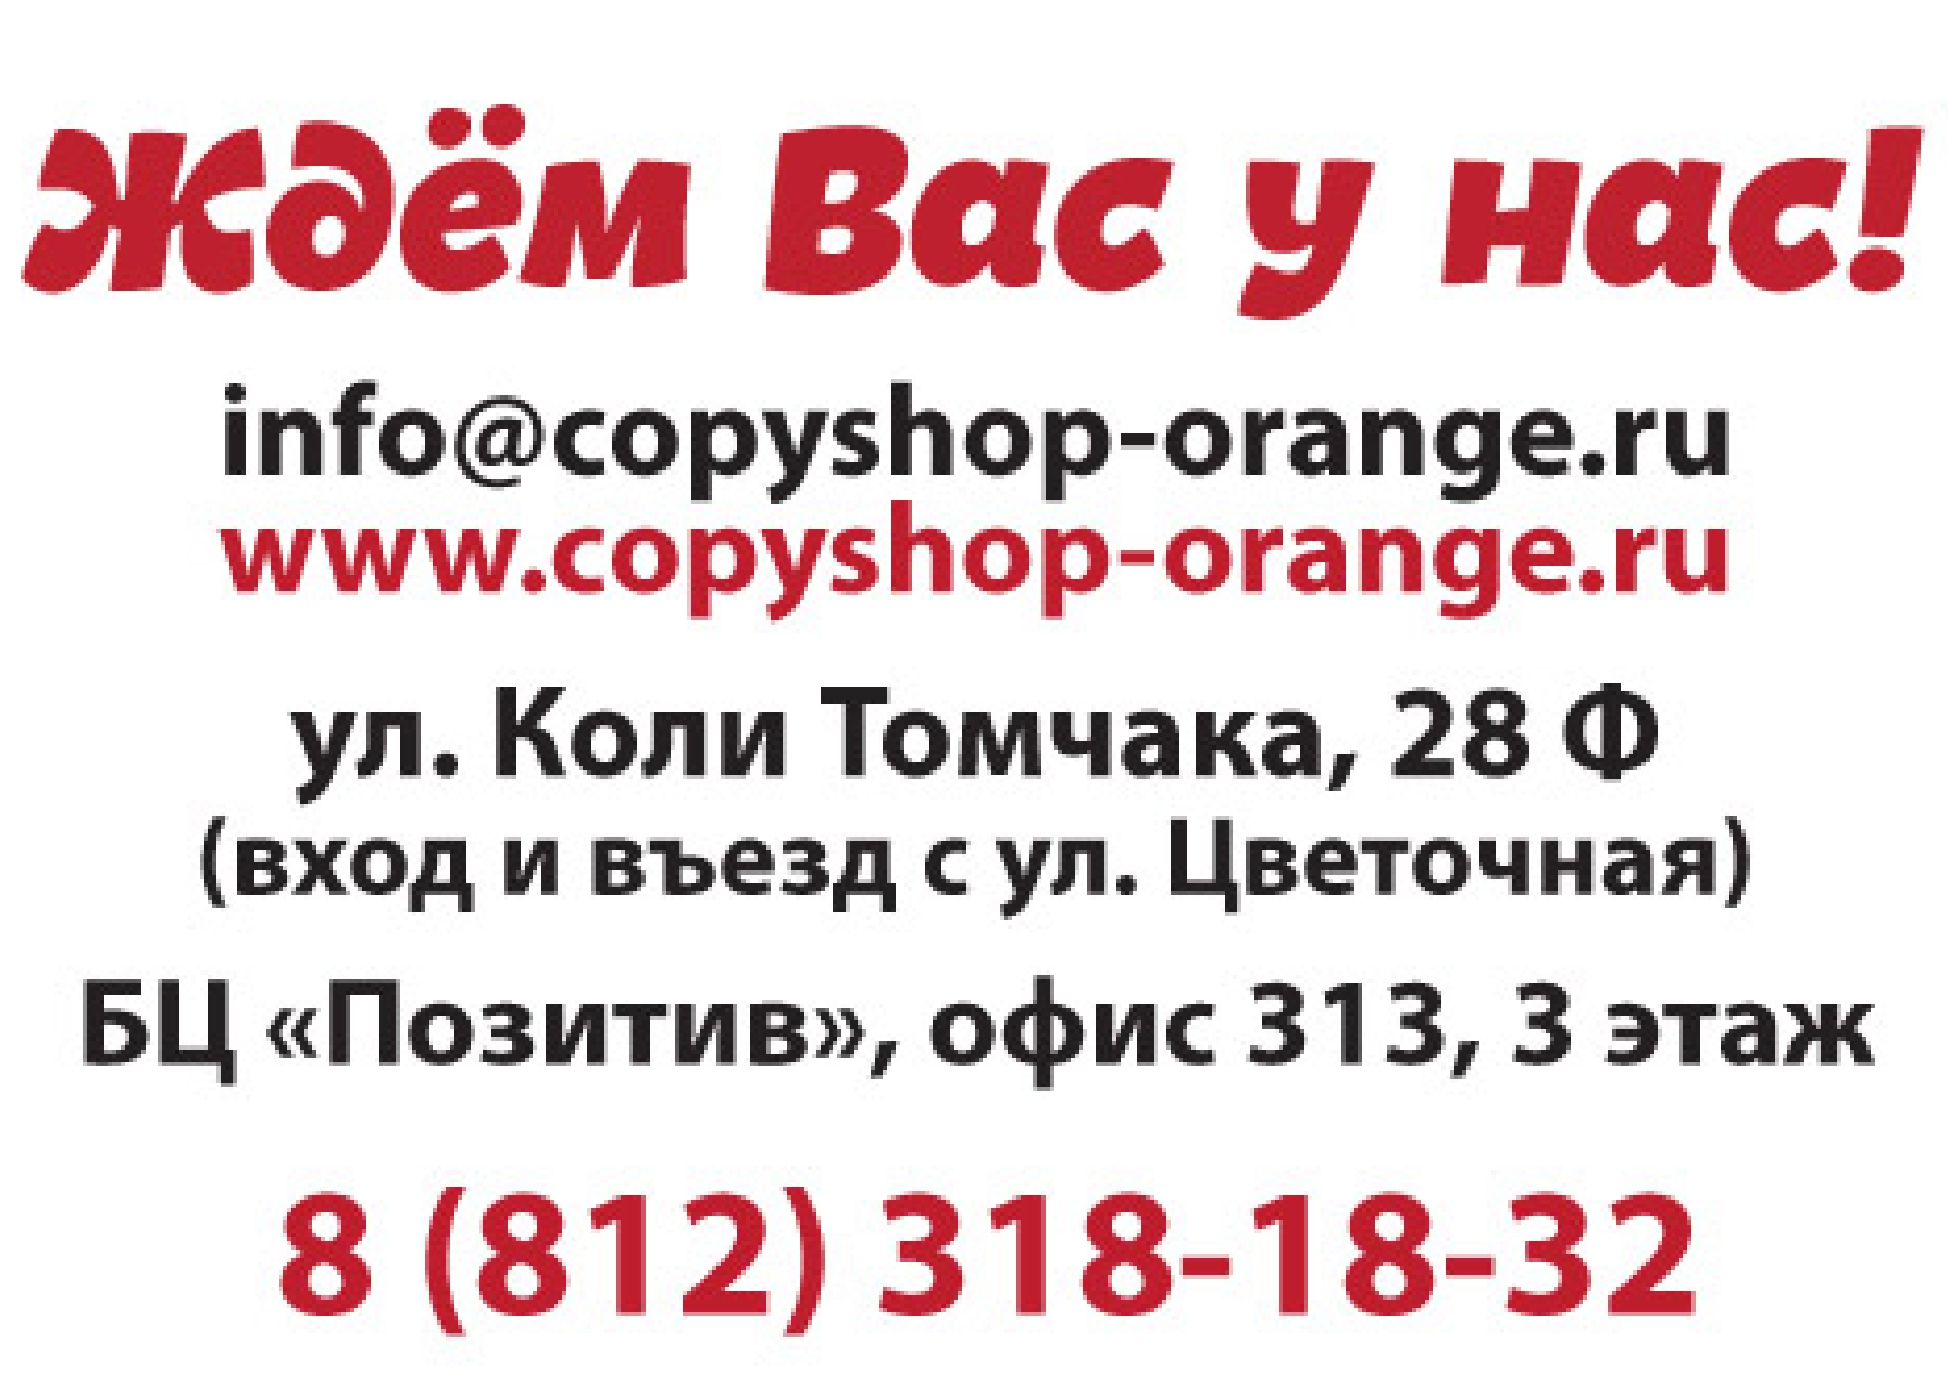 Ждём Вас у нас!
info@copyshop-orange.ru
www.copyshop-orange.ru
ул. Коли Томчака, 28 Ф
(вход и въезд с ул. Цветочная)
БЦ «Позитив», офис 313, 3 этаж
8 (812) 318-18-32